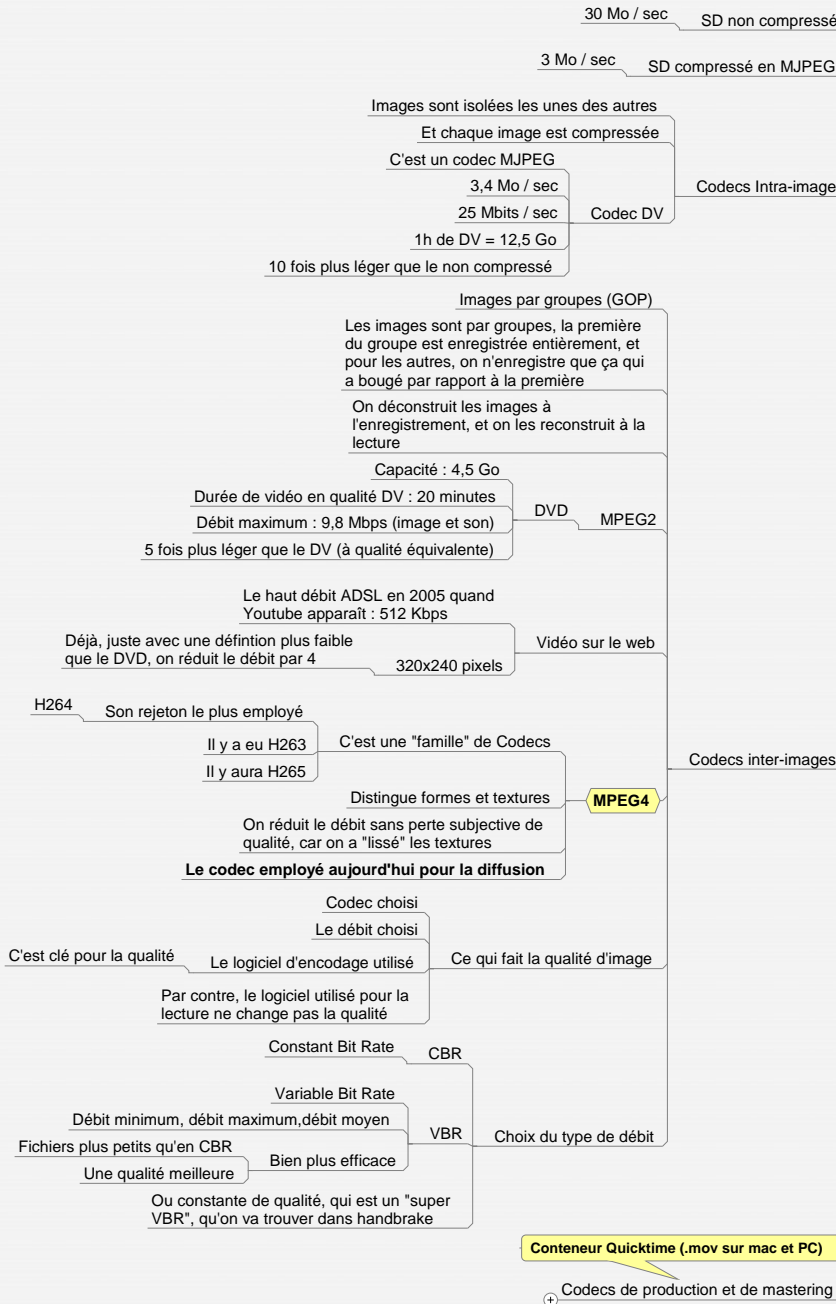 30 Mo / sec
SD non compressé
3 Mo / sec
SD compressé en MJPEG
Images sont isolées les unes des autres
Et chaque image est compressée
C'est un codec MJPEG
3,4 Mo / sec
Codecs Intra-image
25 Mbits / sec
Codec DV
1h de DV = 12,5 Go
10 fois plus léger que le non compressé
Images par groupes (GOP)
Les images sont par groupes, la première
du groupe est enregistrée entièrement, et
pour les autres, on n'enregistre que ça qui
a bougé par rapport à la première
On déconstruit les images à
l'enregistrement, et on les reconstruit à la
lecture
Capacité : 4,5 Go
Durée de vidéo en qualité DV : 20 minutes
Débit maximum : 9,8 Mbps (image et son)
5 fois plus léger que le DV (à qualité équivalente)
DVD
MPEG2
Le haut débit ADSL en 2005 quand
Youtube apparaît : 512 Kbps
Déjà, juste avec une défintion plus faible
que le DVD, on réduit le débit par 4
320x240 pixels
Vidéo sur le web
H264
Son rejeton le plus employé
Il y a eu H263
Il y aura H265
C'est une "famille" de Codecs
Codecs inter-images
Distingue formes et textures
MPEG4
On réduit le débit sans perte subjective de
qualité, car on a "lissé" les textures
Le codec employé aujourd'hui pour la diffusion
Codec choisi
Le débit choisi
C'est clé pour la qualité
Le logiciel d'encodage utilisé
Ce qui fait la qualité d'image
Par contre, le logiciel utilisé pour la
lecture ne change pas la qualité
Constant Bit Rate
CBR
Variable Bit Rate
Débit minimum, débit maximum,débit moyen
VBR
Choix du type de débit
Fichiers plus petits qu'en CBR
Une qualité meilleure
Bien plus efficace
Ou constante de qualité, qui est un "super
VBR", qu'on va trouver dans handbrake
Conteneur Quicktime (.mov sur mac et PC)
Codecs de production et de mastering